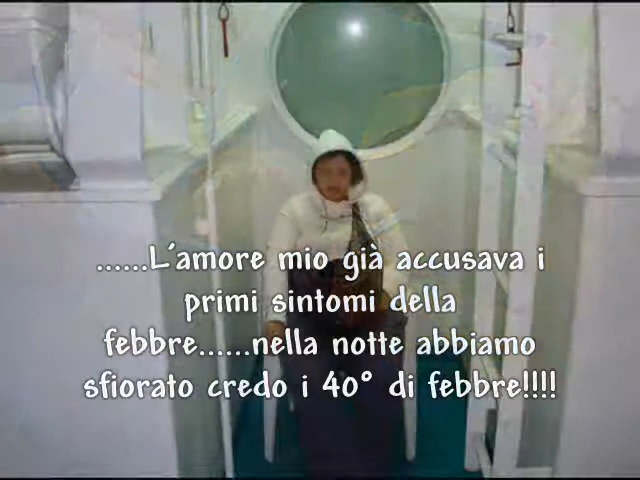 ......L'amore mio già accusava i
primi sintomi della
febbre......nella notte abbiamo
sfiorato credo i 40° di febbre!!!!